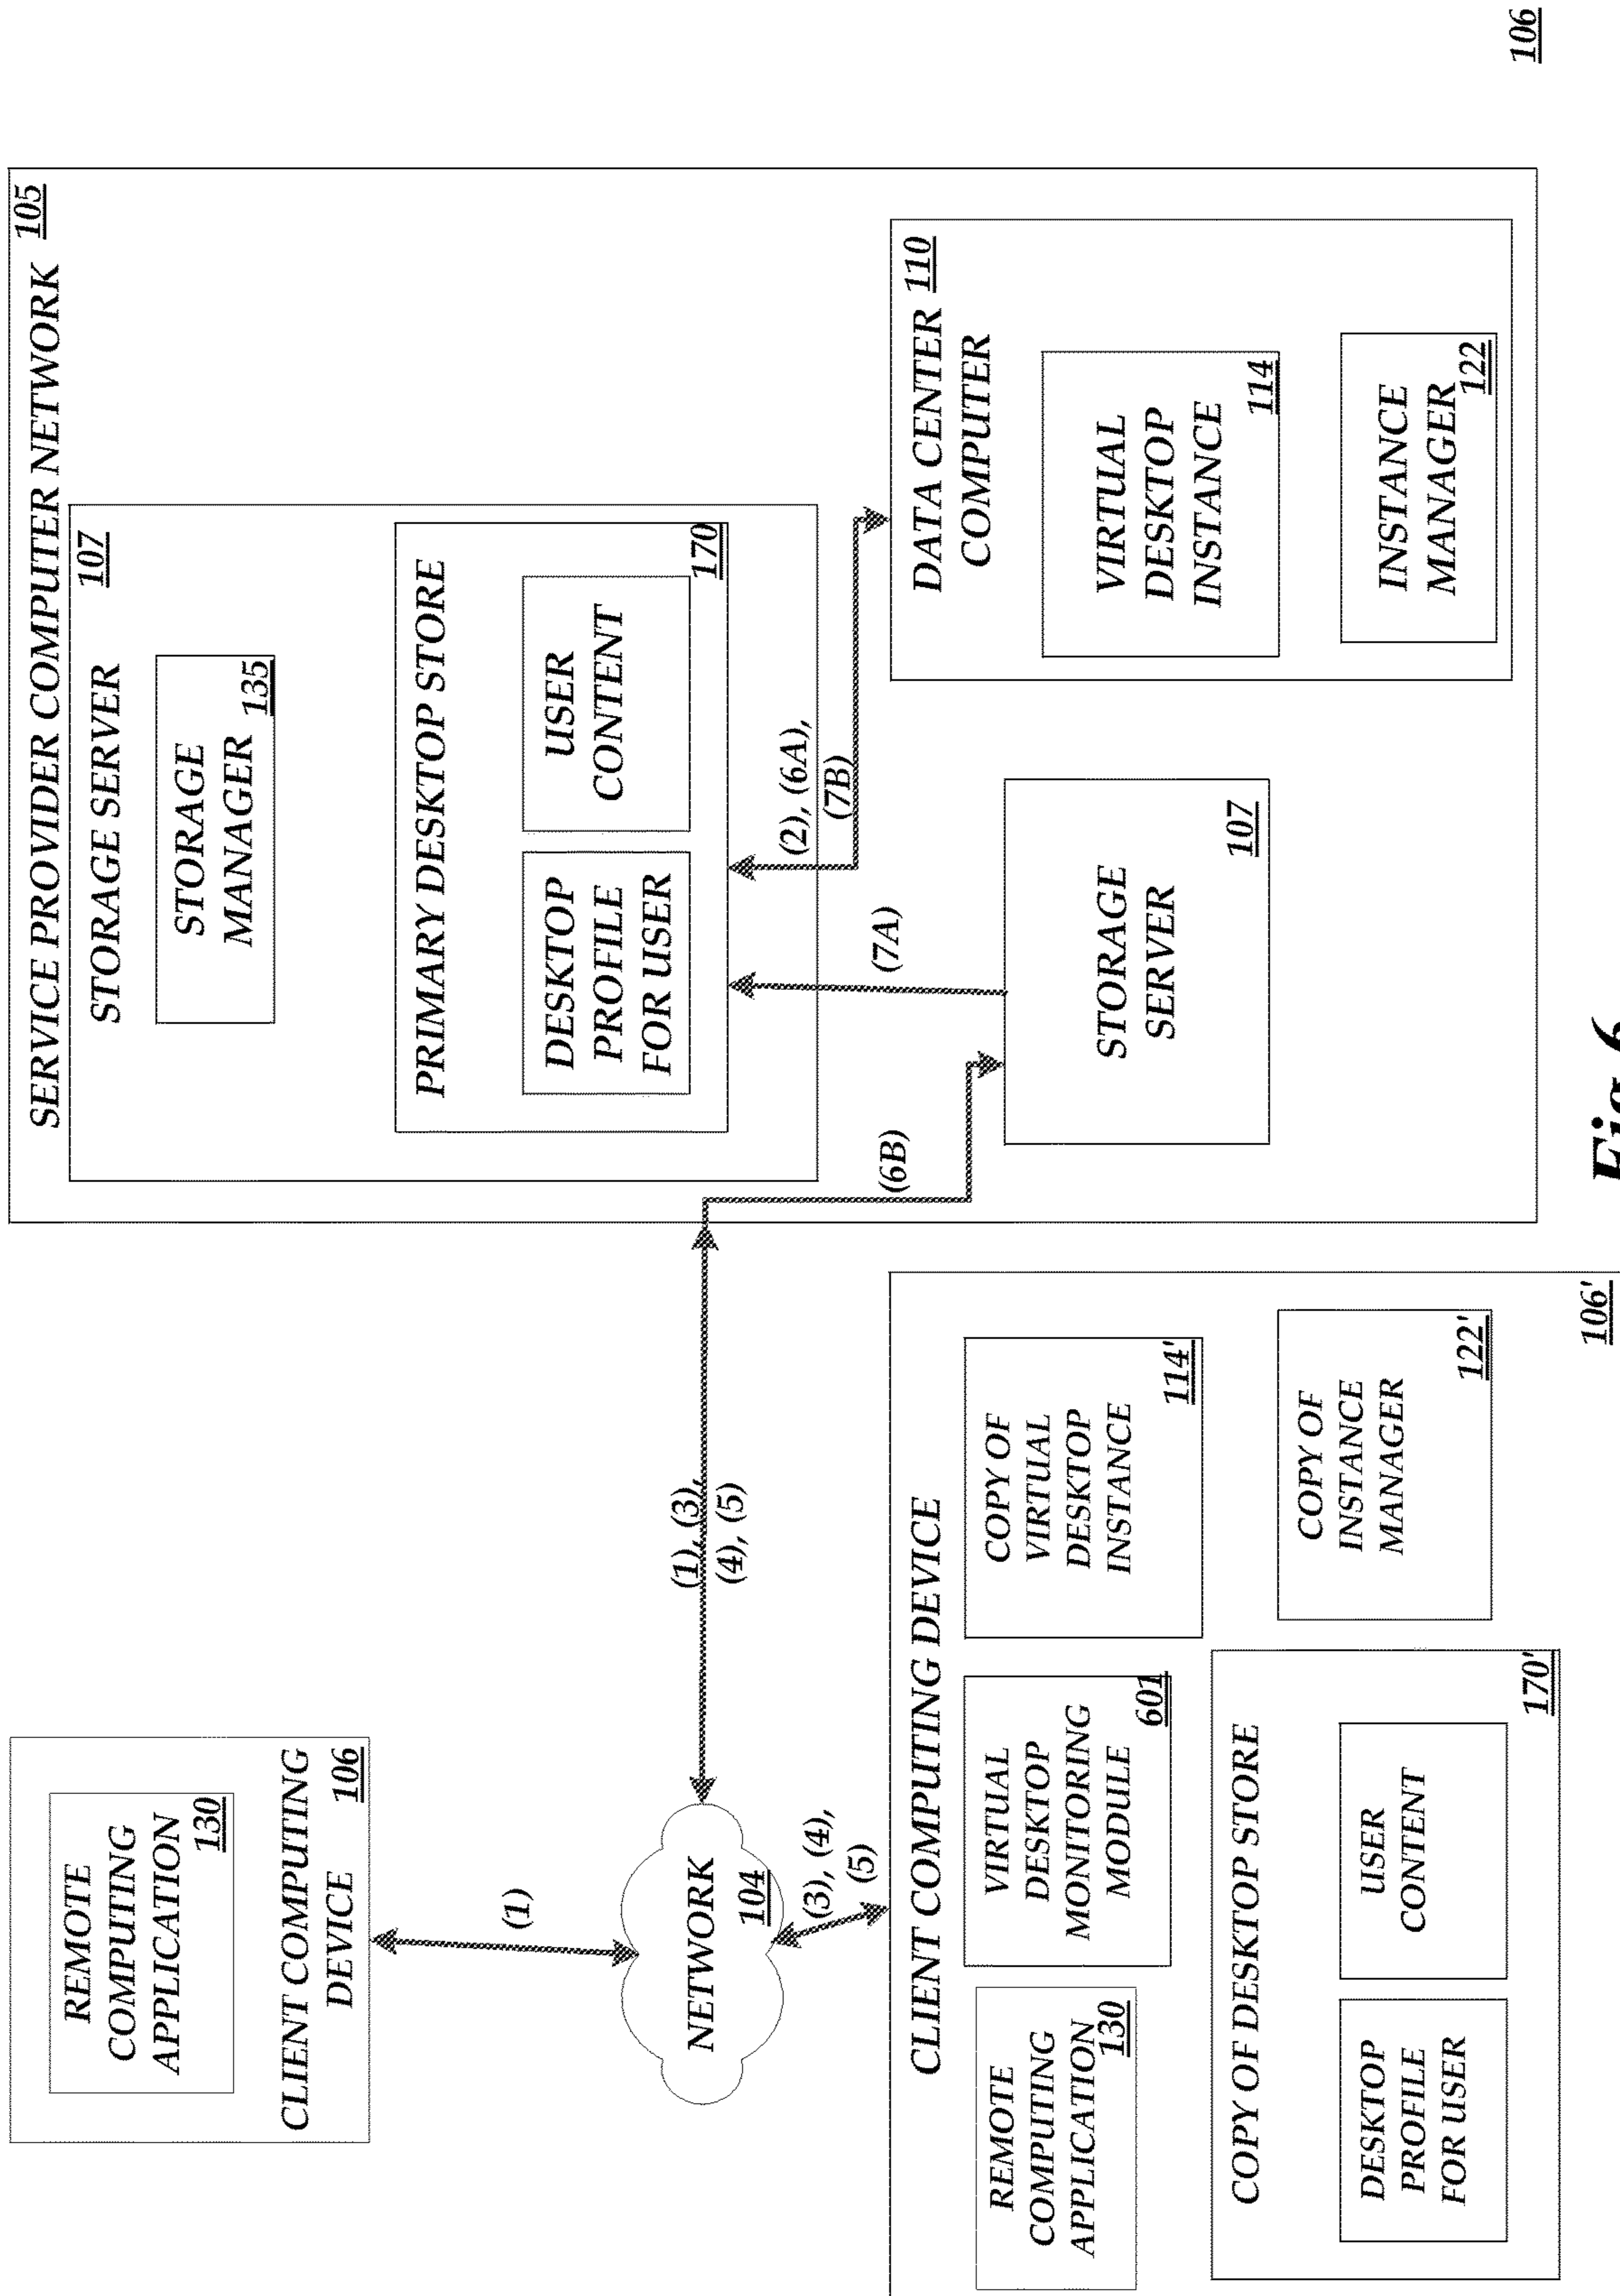 REMOTE
COMPUTING
APPLICATION
130
CLIENT COMPUTING
DEVICE
106
SERVICE PROVIDER COMPUTER NETWORK
105
STORAGE SERVER
107
STORAGE
MANAGER
135
PRIMARY DESKTOP STORE
170
DESKTOP
PROFILE
FOR USER
USER
CONTENT
(1)
NETWORK
104
(1), (3),
(4), (5)
(3), (4),
(5)
(6B)
(7A)
(2), (6A),
(7B)
CLIENT COMPUTING DEVICE
REMOTE
COMPUTING
APPLICATION
130
VIRTUAL
DESKTOP
MONITORING
MODULE
601
COPY OF
VIRTUAL
DESKTOP
INSTANCE
114'
COPY OF DESKTOP STORE
170'
DESKTOP
PROFILE
FOR USER
USER
CONTENT
COPY OF
INSTANCE
MANAGER
122'
106'
STORAGE
SERVER
107
DATA CENTER
COMPUTER
110
VIRTUAL
DESKTOP
INSTANCE
114
INSTANCE
MANAGER
122
106
Fig. 6